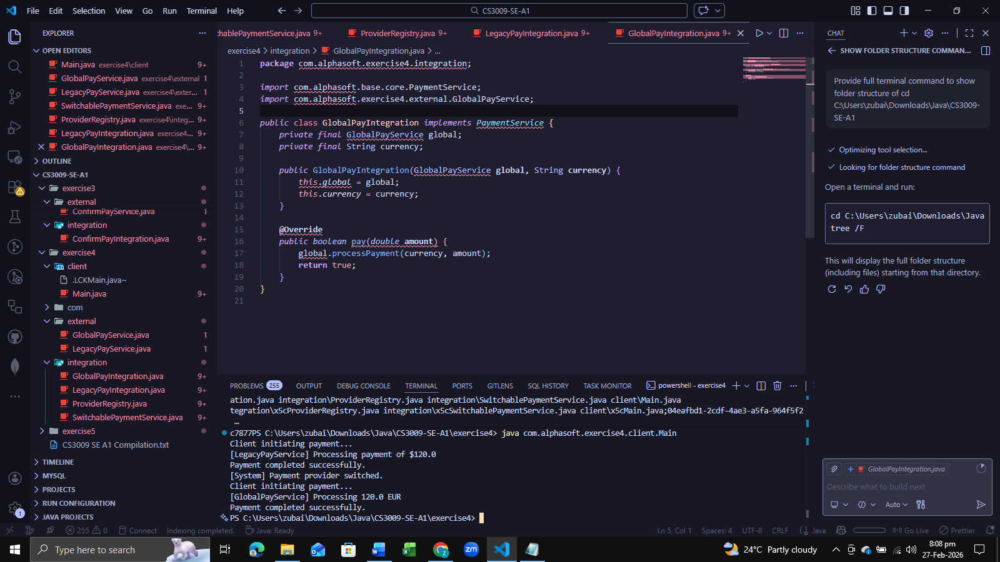 File Edit Selection View Go Run Terminal Help
CS3009-SE-A1
EXPLORER
OPEN EDITORS
Main.java exercise4\client 9+
GlobalPayService.java exercise4\external 1
LegacyPayService.java exercise4\exter... 1
SwitchablePaymentService.java exe... 9+
ProviderRegistry.java exercise4\integ... 9+
LegacyPayIntegration.java exercise4... 9+
GlobalPayIntegration.java exercise4\... 9+
OUTLINE
CS3009-SE-A1
exercise3
external
ConfirmPayService.java 1
integration
ConfirmPayIntegration.java 9+
exercise4
client
.LCKMain.java~
Main.java 9+
com
external
GlobalPayService.java 1
LegacyPayService.java 1
integration
GlobalPayIntegration.java 9+
LegacyPayIntegration.java 9+
ProviderRegistry.java 9+
SwitchablePaymentService.java 9+
exercise5
CS3009 SE A1 Compilation.txt
TIMELINE
MYSQL
PROJECTS
RUN CONFIGURATION
JAVA PROJECTS
chablePaymentService.java 9+ ProviderRegistry.java 9+ LegacyPayIntegration.java 9+ GlobalPayIntegration.java 9+
exercise4 > integration > GlobalPayIntegration.java > ...
1 package com.alphasoft.exercise4.integration;
2
3 import com.alphasoft.base.core.PaymentService;
4 import com.alphasoft.exercise4.external.GlobalPayService;
5
6 public class GlobalPayIntegration implements PaymentService {
7 private final GlobalPayService global;
8 private final String currency;
9
10 public GlobalPayIntegration(GlobalPayService global, String currency) {
11 this.global = global;
12 this.currency = currency;
13 }
14
15 @Override
16 public boolean pay(double amount) {
17 global.processPayment(currency, amount);
18 return true;
19 }
20 }
21
PROBLEMS 255 OUTPUT DEBUG CONSOLE TERMINAL PORTS GITLENS SQL HISTORY TASK MONITOR powershell - exercise4
ation.java integration\ProviderRegistry.java integration\SwitchablePaymentService.java client\Main.java
tegration\x5cProviderRegistry.java integration\x5cSwitchablePaymentService.java client\x5cMain.java;04eafbd1-2cdf-4ae3-a5fa-964f5f2
…
c7877PS C:\Users\zubai\Downloads\Java\CS3009-SE-A1\exercise4> java com.alphasoft.exercise4.client.Main
Client initiating payment...
[LegacyPayService] Processing payment of $120.0
Payment completed successfully.
[System] Payment provider switched.
Client initiating payment...
[GlobalPayService] Processing 120.0 EUR
Payment completed successfully.
PS C:\Users\zubai\Downloads\Java\CS3009-SE-A1\exercise4>
CHAT
SHOW FOLDER STRUCTURE COMMAN...
Provide full terminal command to show
folder structure of cd
C:\Users\zubai\Downloads\Java\CS3009-
SE-A1
Optimizing tool selection...
Looking for folder structure command
Open a terminal and run:
cd C:\Users\zubai\Downloads\Java
tree /F
This will display the full folder structure
(including files) starting from that directory.
GlobalPayIntegration.java
Describe what to build next
Auto
255 0 Connect Indexing completed. Java: Ready Ln 5, Col 1 Spaces: 4 UTF-8 CRLF Java Go Live Prettier
1
Type here to search
24°C Partly cloudy
8:08 pm
27-Feb-2026